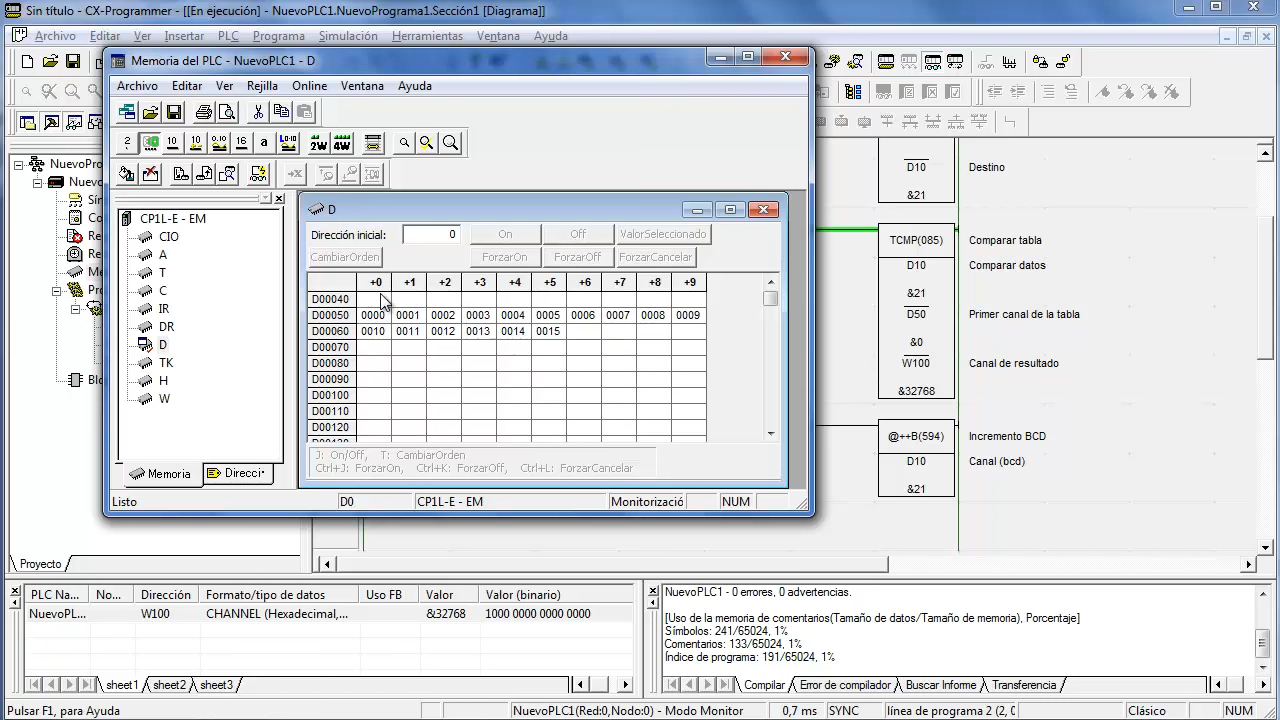 Sin título - CX-Programmer - [[En ejecución] - NuevoPLC1.NuevoPrograma1.Sección1 [Diagrama]]
Archivo Editar Ver Insertar PLC Programa Simulación Herramientas Ventana Ayuda
Memoria del PLC - NuevoPLC1 - D
Archivo Editar Ver Rejilla Online Ventana Ayuda
CP1L-E - EM
CIO
A
T
C
IR
DR
D
TK
H
W
Memoria
D
Dirección inicial: 0 On Off ValorSeleccionado
CambiarOrden ForzarOn ForzarOff ForzarCancelar
+0 +1 +2 +3 +4 +5 +6 +7 +8 +9
D00040
D00050 0000 0001 0002 0003 0004 0005 0006 0007 0008 0009
D00060 0010 0011 0012 0013 0014 0015
D00070
D00080
D00090
D00100
D00110
D00120
J: On/Off, T: CambiarOrden
Ctrl+J: ForzarOn, Ctrl+K: ForzarOff, Ctrl+L: ForzarCancelar
Listo D0 CP1L-E - EM Monitorizació NUM
D10 Destino
&21
TCMP(085) Comparar tabla
D10 Comparar datos
&21
D50 Primer canal de la tabla
&0
W100 Canal de resultado
&32768
@++B(594) Incremento BCD
D10 Canal (bcd)
&21
Proyecto
PLC Na... No... Dirección Formato/tipo de datos Uso FB Valor Valor (binario)
NuevoPL... W100 CHANNEL (Hexadecimal,... &32768 1000 0000 0000 0000
sheet1 sheet2 sheet3
NuevoPLC1 - 0 errores, 0 advertencias.
[Uso de la memoria de comentarios(Tamaño de datos/Tamaño de memoria), Porcentaje]
Símbolos: 241/65024, 1%
Comentarios: 133/65024, 1%
Índice de programa: 191/65024, 1%
Compilar Error de compilador Buscar Informe Transferencia
Pulsar F1, para Ayuda NuevoPLC1(Red:0,Nodo:0) - Modo Monitor 0,7 ms SYNC línea de programa 2 (2, 0 Clásico NUM